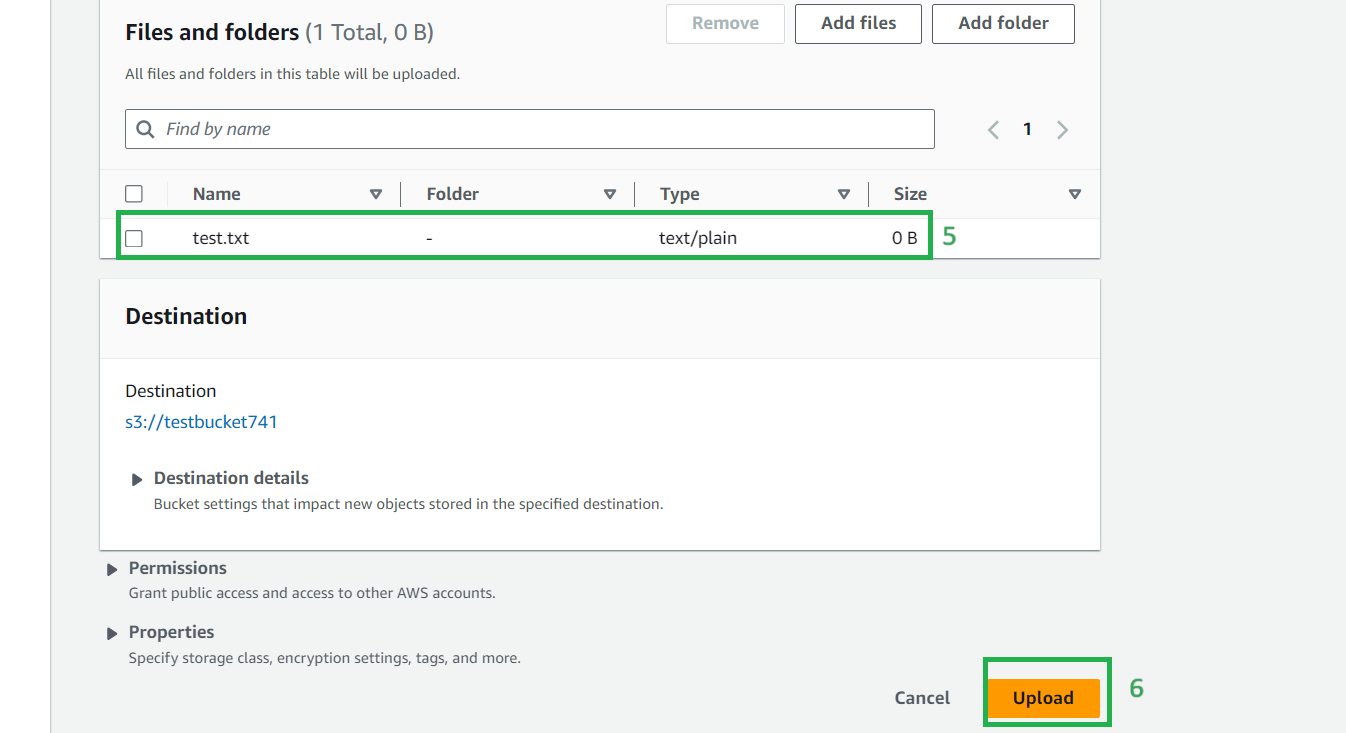 Files and folders (1 Total, 0 B)
Remove
Add files
Add folder
All files and folders in this table will be uploaded.
Find by name
1
Name Folder Type Size
test.txt - text/plain 0 B 5
Destination
Destination
s3://testbucket741
Destination details
Bucket settings that impact new objects stored in the specified destination.
Permissions
Grant public access and access to other AWS accounts.
Properties
Specify storage class, encryption settings, tags, and more.
Cancel Upload 6